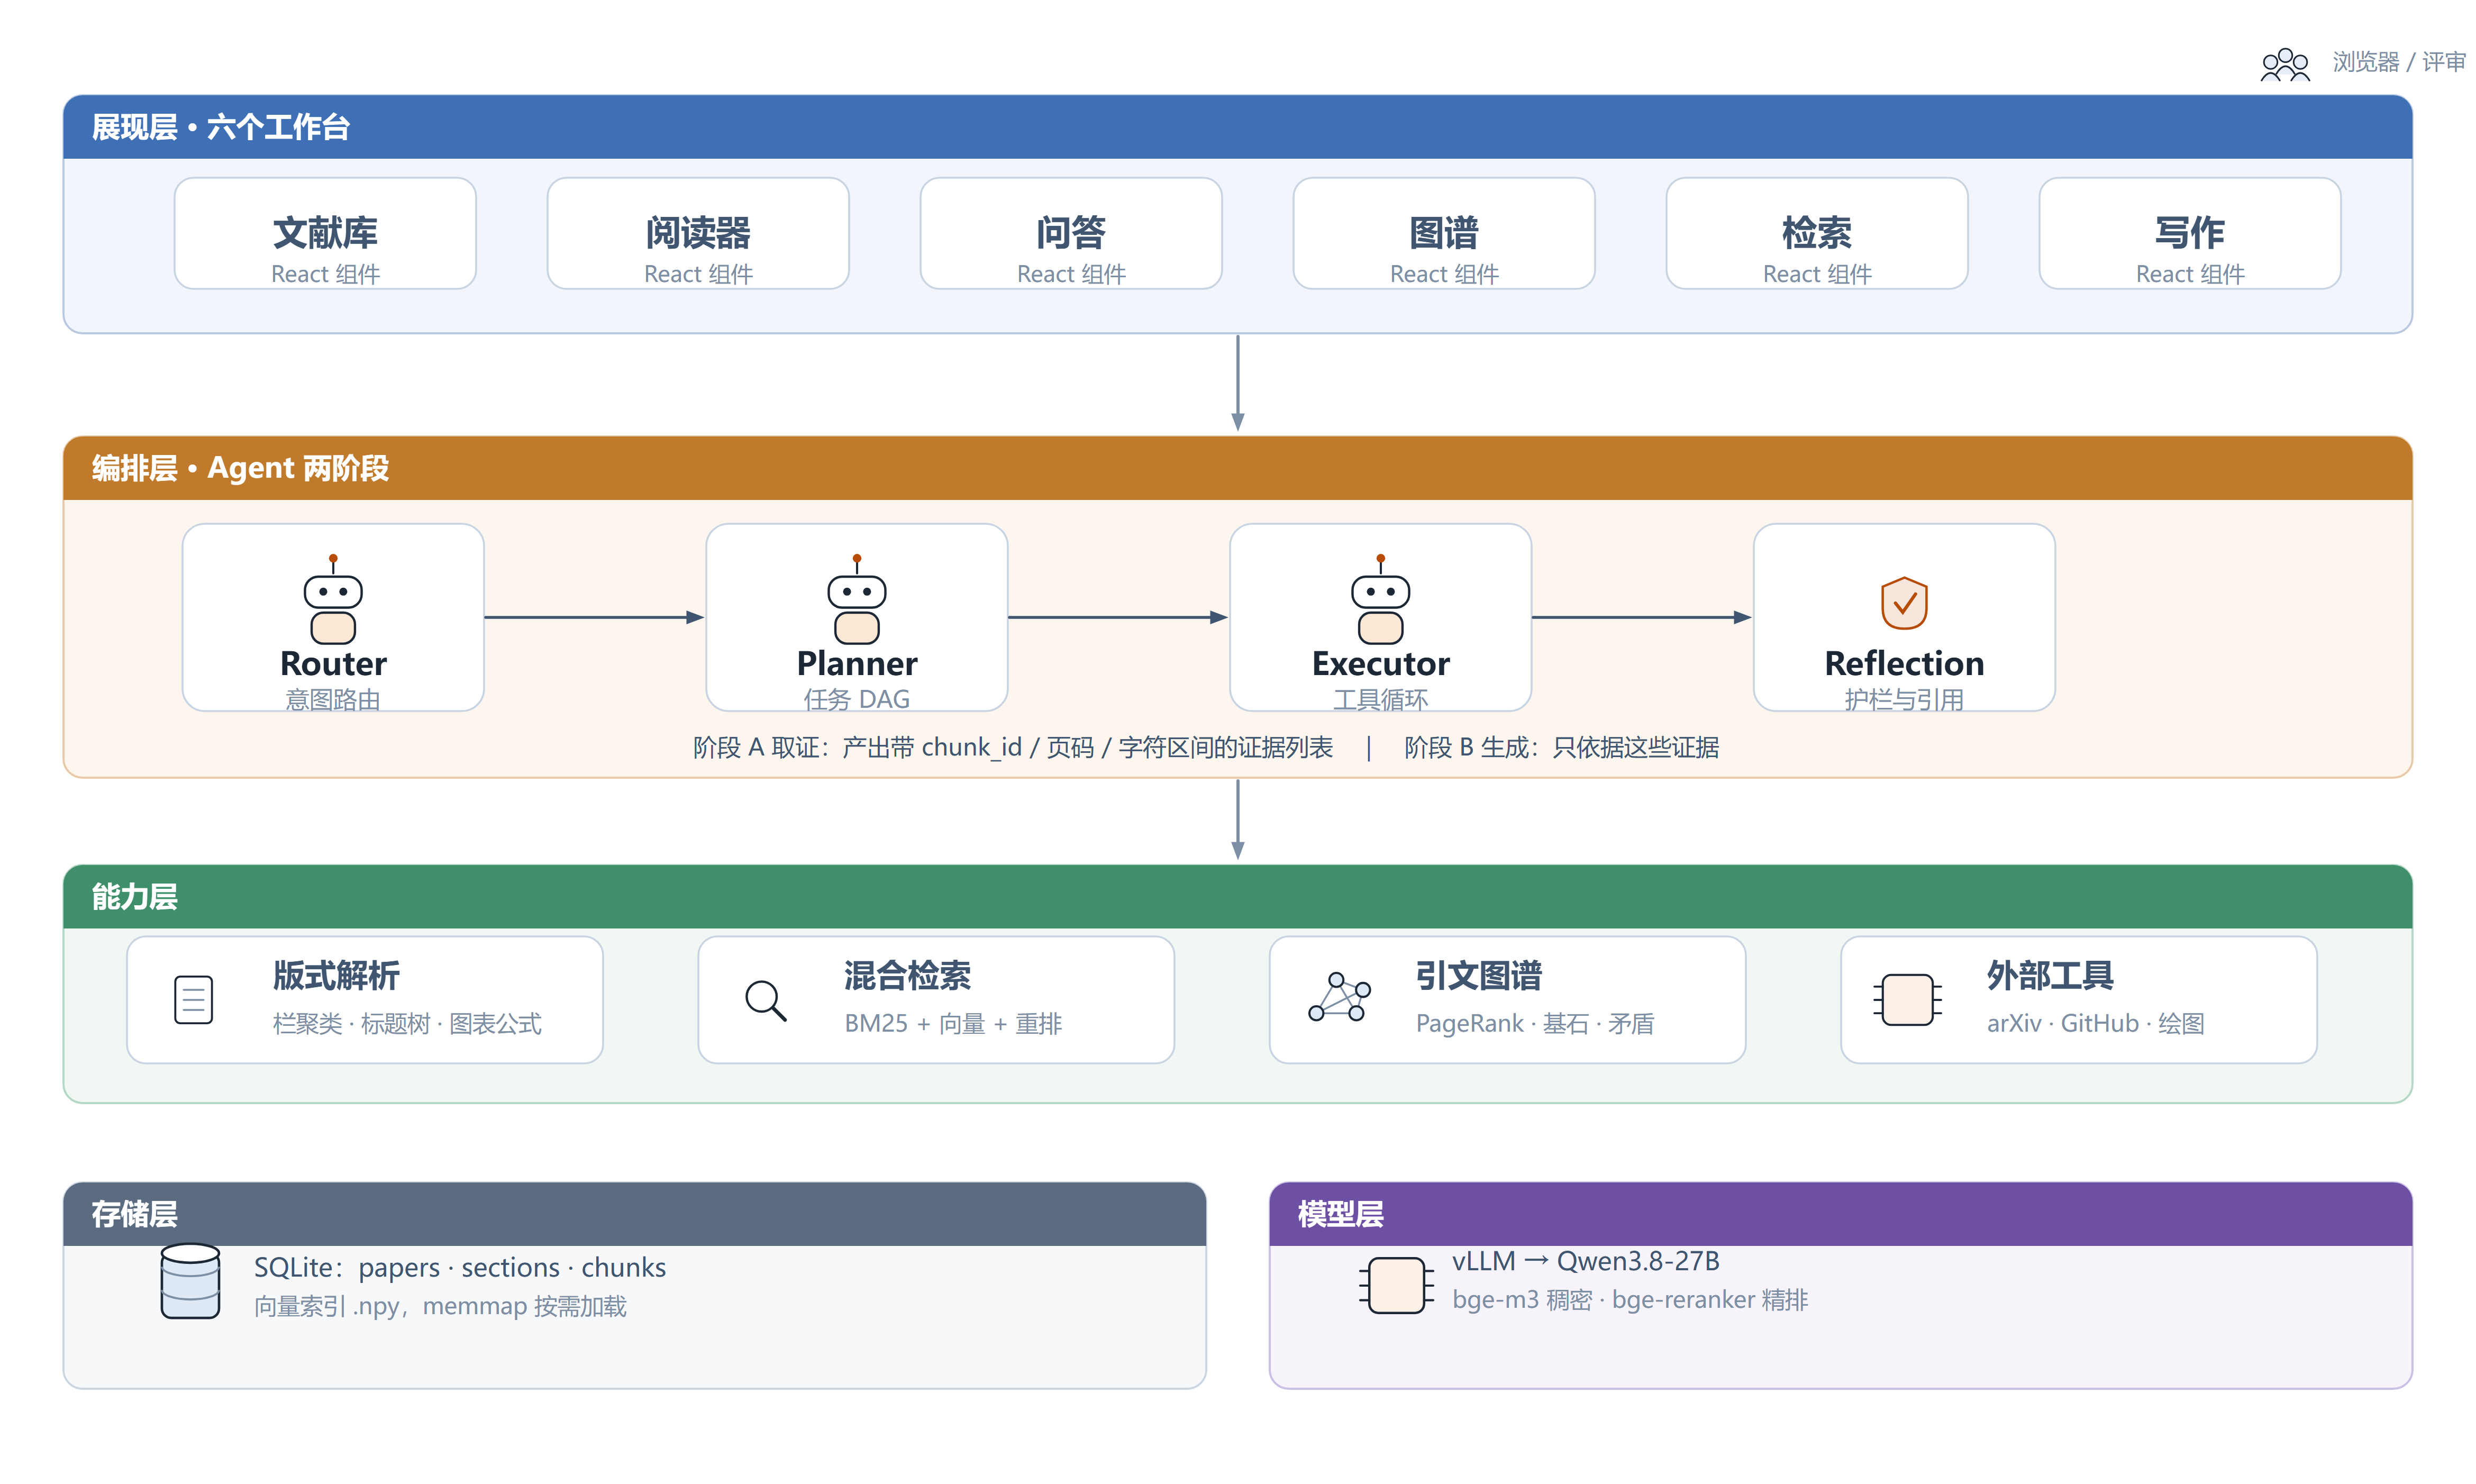 浏览器 / 评审
展现层 • 六个工作台
文献库
React 组件
阅读器
React 组件
问答
React 组件
图谱
React 组件
检索
React 组件
写作
React 组件
编排层 • Agent 两阶段
Router
意图路由
Planner
任务 DAG
Executor
工具循环
Reflection
护栏与引用
阶段 A 取证：产出带 chunk_id / 页码 / 字符区间的证据列表 | 阶段 B 生成：只依据这些证据
能力层
版式解析
栏聚类 · 标题树 · 图表公式
混合检索
BM25 + 向量 + 重排
引文图谱
PageRank · 基石 · 矛盾
外部工具
arXiv · GitHub · 绘图
存储层
SQLite：papers · sections · chunks
向量索引 .npy，memmap 按需加载
模型层
vLLM → Qwen3.8-27B
bge-m3 稠密 · bge-reranker 精排